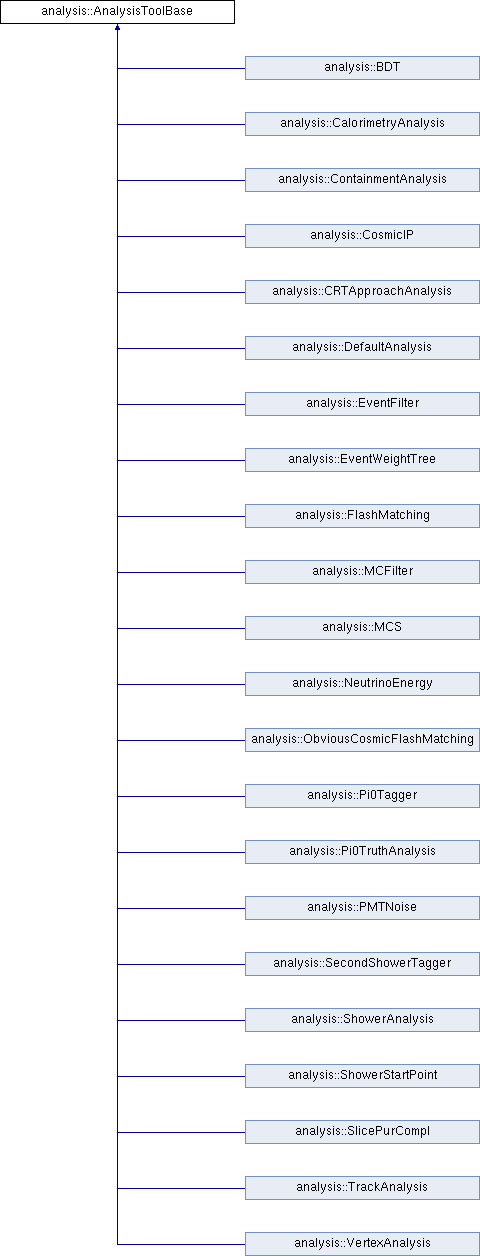 analysis::AnalysisToolBase
analysis::BDT
analysis::CalorimetryAnalysis
analysis::ContainmentAnalysis
analysis::CosmicIP
analysis::CRTApproachAnalysis
analysis::DefaultAnalysis
analysis::EventFilter
analysis::EventWeightTree
analysis::FlashMatching
analysis::MCFilter
analysis::MCS
analysis::NeutrinoEnergy
analysis::ObviousCosmicFlashMatching
analysis::Pi0Tagger
analysis::Pi0TruthAnalysis
analysis::PMTNoise
analysis::SecondShowerTagger
analysis::ShowerAnalysis
analysis::ShowerStartPoint
analysis::SlicePurCompl
analysis::TrackAnalysis
analysis::VertexAnalysis